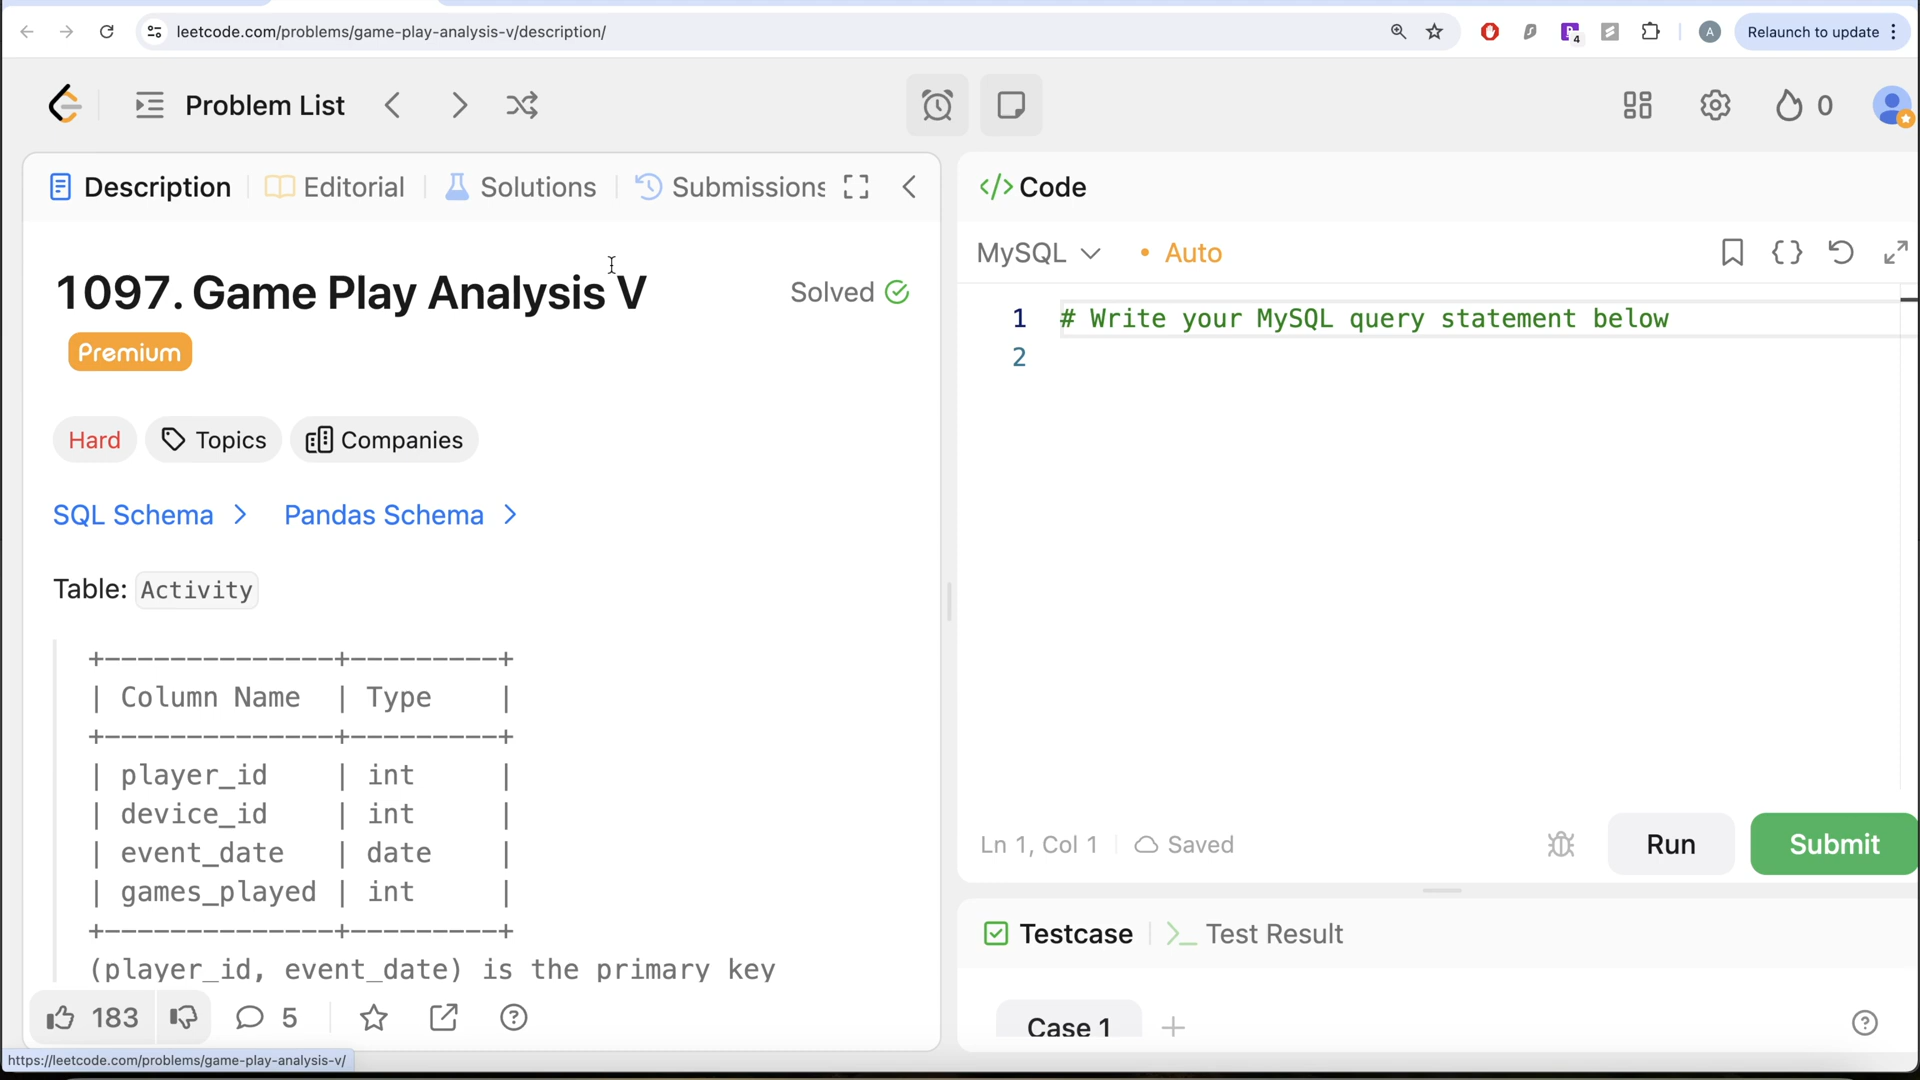 leetcode.com/problems/game-play-analysis-v/description/
4
A
Relaunch to update
Problem List
0
Description
Editorial
Solutions
Submissions
</> Code
MySQL
Auto
1097. Game Play Analysis V
Solved
Premium
1 # Write your MySQL query statement below
2
Hard
Topics
Companies
SQL Schema
Pandas Schema
Table: Activity
+--------------+---------+
| Column Name  | Type    |
+--------------+---------+
| player_id    | int     |
| device_id    | int     |
| event_date   | date    |
| games_played | int     |
+--------------+---------+
(player_id, event_date) is the primary key
Ln 1, Col 1
Saved
Run
Submit
Testcase
Test Result
Case 1
183
5
https://leetcode.com/problems/game-play-analysis-v/